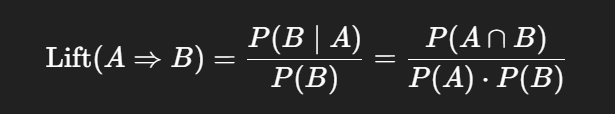 Lift(A ⇒ B) = P(B | A) / P(B) = P(A ∩ B) / P(A) · P(B)